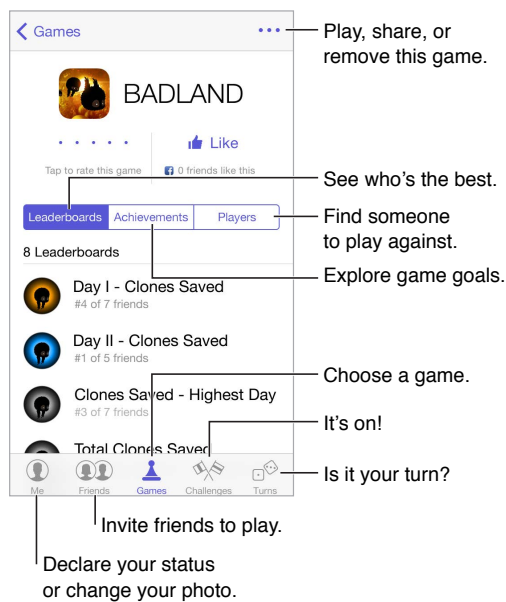 Games
Play, share, or
remove this game.
BADLAND
Like
Tap to rate this game
0 friends like this
See who's the best.
Leaderboards Achievements Players
Find someone
to play against.
8 Leaderboards
Explore game goals.
Day I - Clones Saved
#4 of 7 friends
Day II - Clones Saved
#1 of 5 friends
Choose a game.
Clones Saved - Highest Day
#3 of 7 friends
It's on!
Total Clones Saved
Is it your turn?
Me Friends Games Challenges Turns
Invite friends to play.
Declare your status
or change your photo.